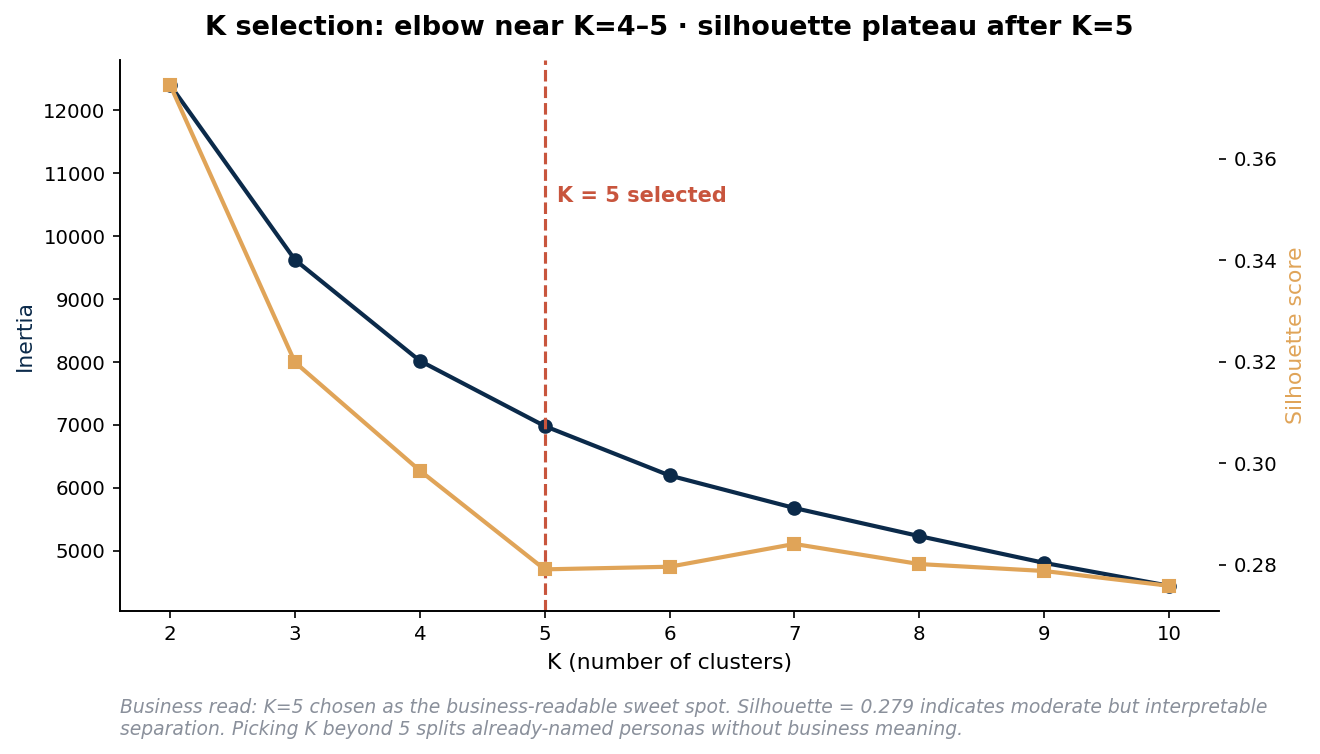 K selection: elbow near K=4–5 · silhouette plateau after K=5
12000
11000
10000
9000
8000
7000
6000
5000
Inertia
K = 5 selected
0.36
0.34
0.32
0.30
0.28
Silhouette score
2 3 4 5 6 7 8 9 10
K (number of clusters)
Business read: K=5 chosen as the business-readable sweet spot. Silhouette = 0.279 indicates moderate but interpretable
separation. Picking K beyond 5 splits already-named personas without business meaning.